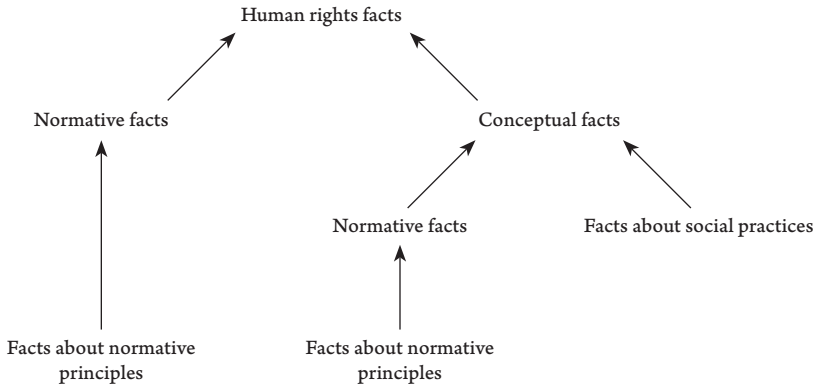 Human rights facts
Normative facts
Conceptual facts
Normative facts
Facts about social practices
Facts about normative
principles
Facts about normative
principles